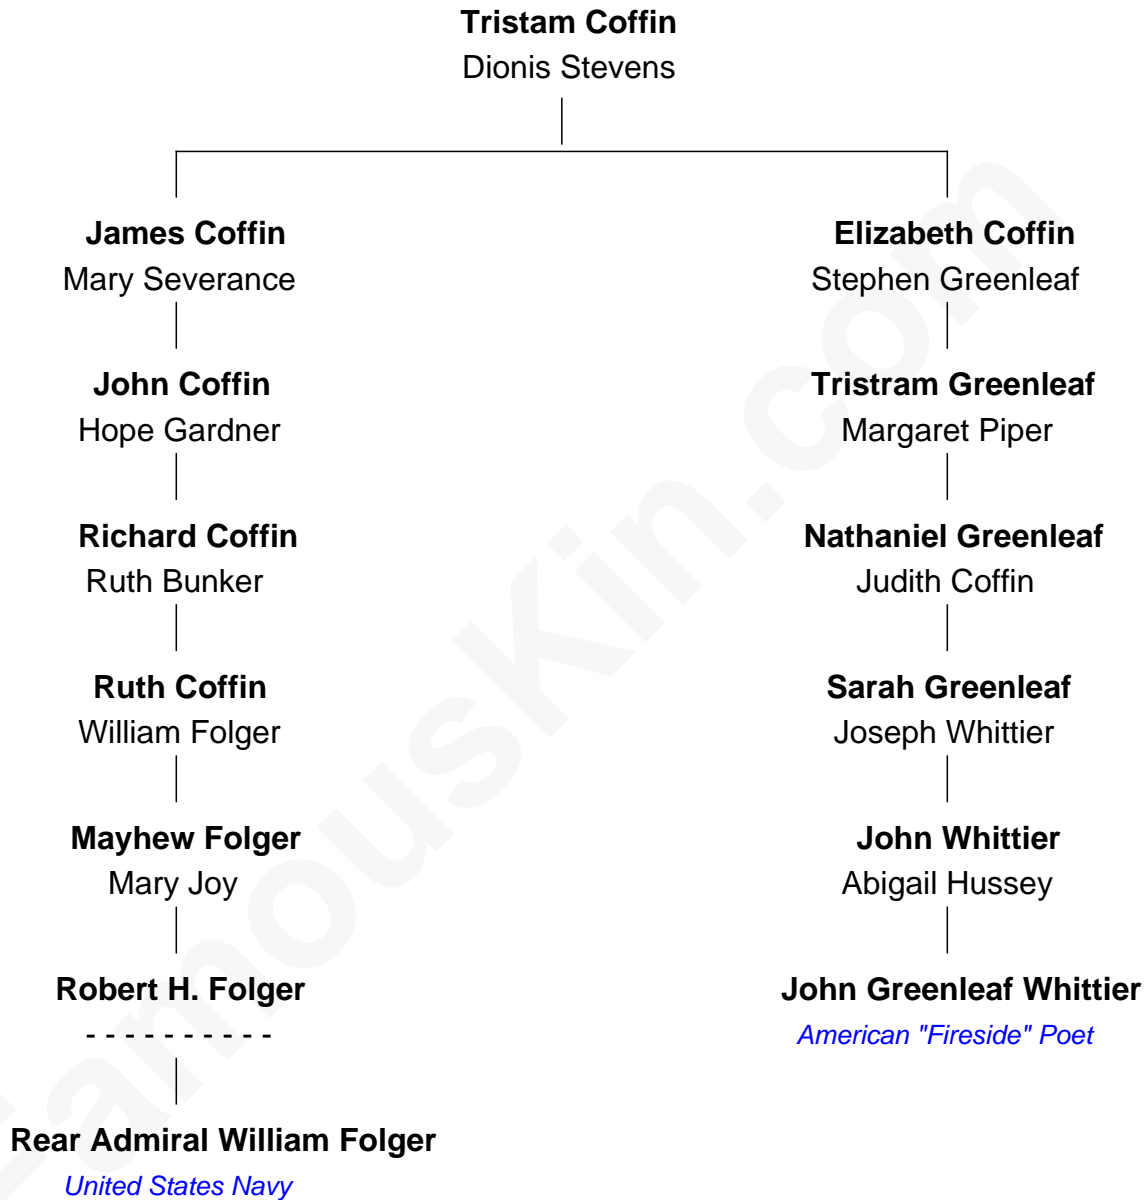 Tristam Coffin
Dionis Stevens
James Coffin
Mary Severance
John Coffin
Hope Gardner
Richard Coffin
Ruth Bunker
Ruth Coffin
William Folger
Mayhew Folger
Mary Joy
Robert H. Folger
- - - - - - - - - -
Rear Admiral William Folger
United States Navy
Elizabeth Coffin
Stephen Greenleaf
Tristram Greenleaf
Margaret Piper
Nathaniel Greenleaf
Judith Coffin
Sarah Greenleaf
Joseph Whittier
John Whittier
Abigail Hussey
John Greenleaf Whittier
American "Fireside" Poet
FamousKin.com